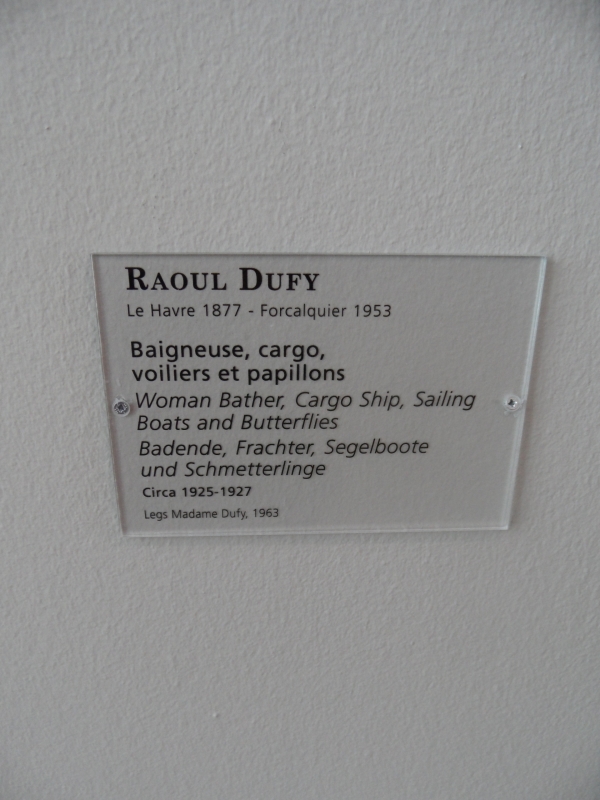 RAOUL DUFY
Le Havre 1877 - Forcalquier 1953
Baigneuse, cargo,
voiliers et papillons
Woman Bather, Cargo Ship, Sailing
Boats and Butterflies
Badende, Frachter, Segelboote
und Schmetterlinge
Circa 1925-1927
Legs Madame Dufy, 1963